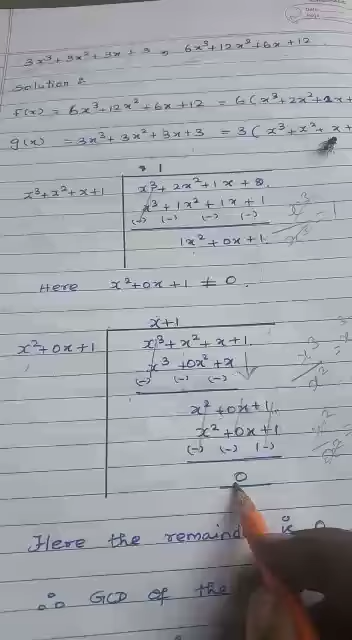 3x³ + 3x² + 3x + 3, 6x³ + 12x² + 6x + 12.
Solution :
f(x) = 6x³ + 12x² + 6x + 12 = 6(x³ + 2x² + 1x +
g(x) = 3x³ + 3x² + 3x + 3 = 3(x³ + x² + x +
1
x³ + x² + x + 1
x³ + 2x² + 1x + 2.
x³ + 1x² + 1x + 1
(-) (-) (-) (-)
1x² + 0x + 1.
Here x² + 0x + 1 ≠ 0.
x + 1
x² + 0x + 1
x³ + x² + x + 1.
x³ + 0x² + x
(-) (-) (-)
x² + 0x + 1
x² + 0x + 1
(-) (-) (-)
0
Here the is
∴ GCD of the